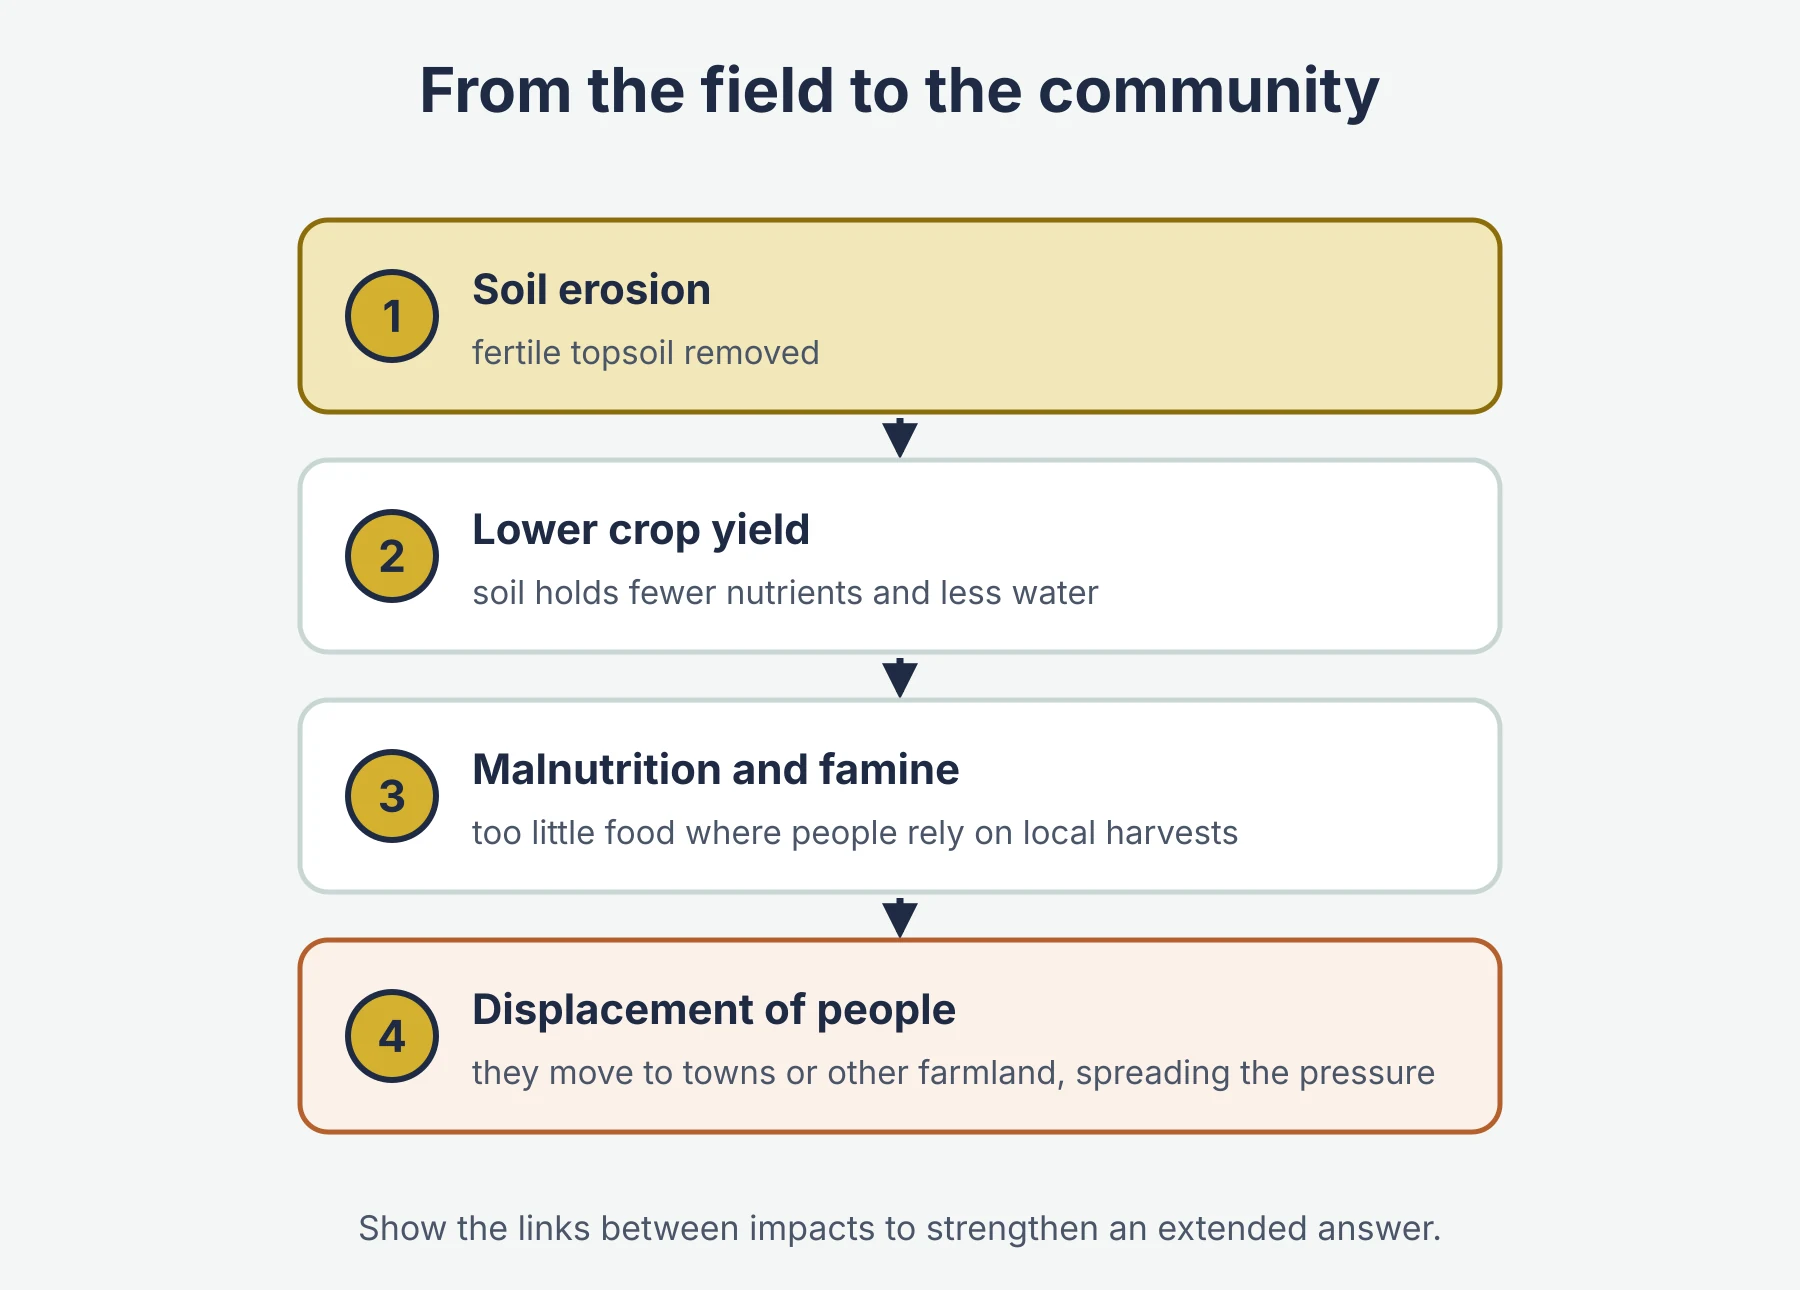 From the field to the community
1
Soil erosion
fertile topsoil removed
2
Lower crop yield
soil holds fewer nutrients and less water
3
Malnutrition and famine
too little food where people rely on local harvests
4
Displacement of people
they move to towns or other farmland, spreading the pressure
Show the links between impacts to strengthen an extended answer.